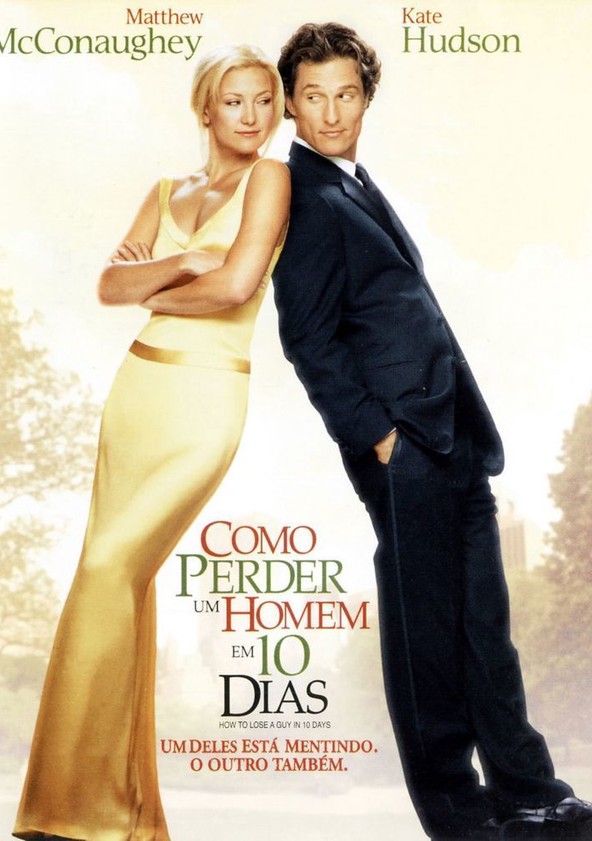 Matthew
McConaughey
Kate
Hudson
COMO
PERDER
UM HOMEM
EM 10
DIAS
HOW TO LOSE A GUY IN 10 DAYS
UM DELES ESTÁ MENTINDO.
O OUTRO TAMBÉM.